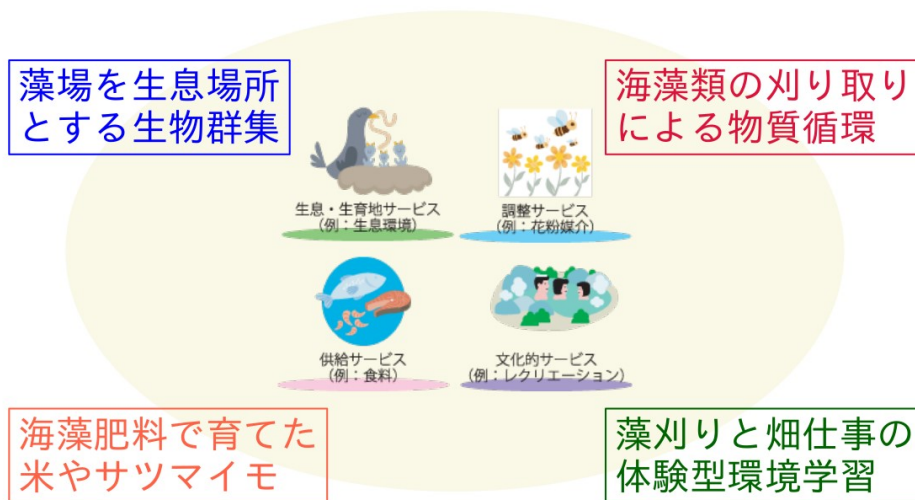 藻場を生息場所
とする生物群集
海藻類の刈り取り
による物質循環
生息・生育地サービス
(例：生息環境)
調整サービス
(例：花粉媒介)
供給サービス
(例：食料)
文化的サービス
(例：レクリエーション)
海藻肥料で育てた
米やサツマイモ
藻刈りと畑仕事の
体験型環境学習